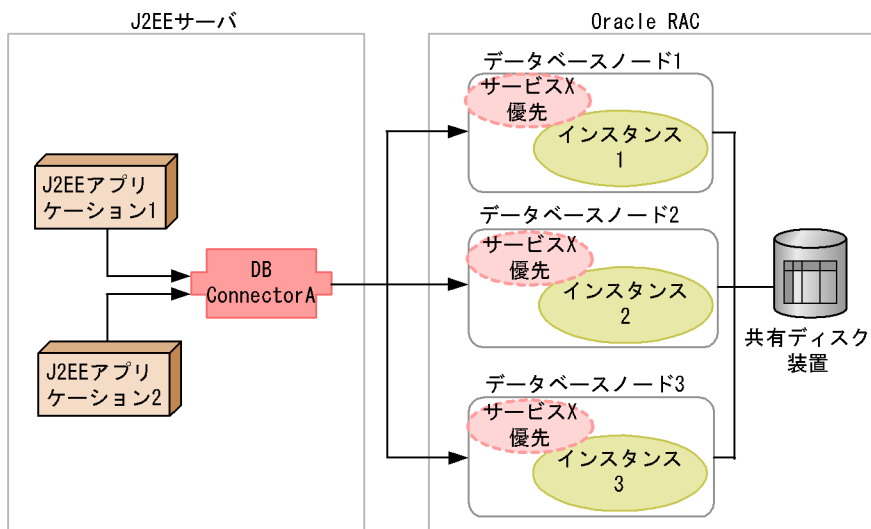 J2EEサーバ
Oracle RAC
データベースノード1
サービスX
優先
インスタンス
1
J2EEアプリ
ケーション1
データベースノード2
サービスX
優先
インスタンス
2
DB
ConnectorA
共有ディスク
装置
J2EEアプリ
ケーション2
データベースノード3
サービスX
優先
インスタンス
3